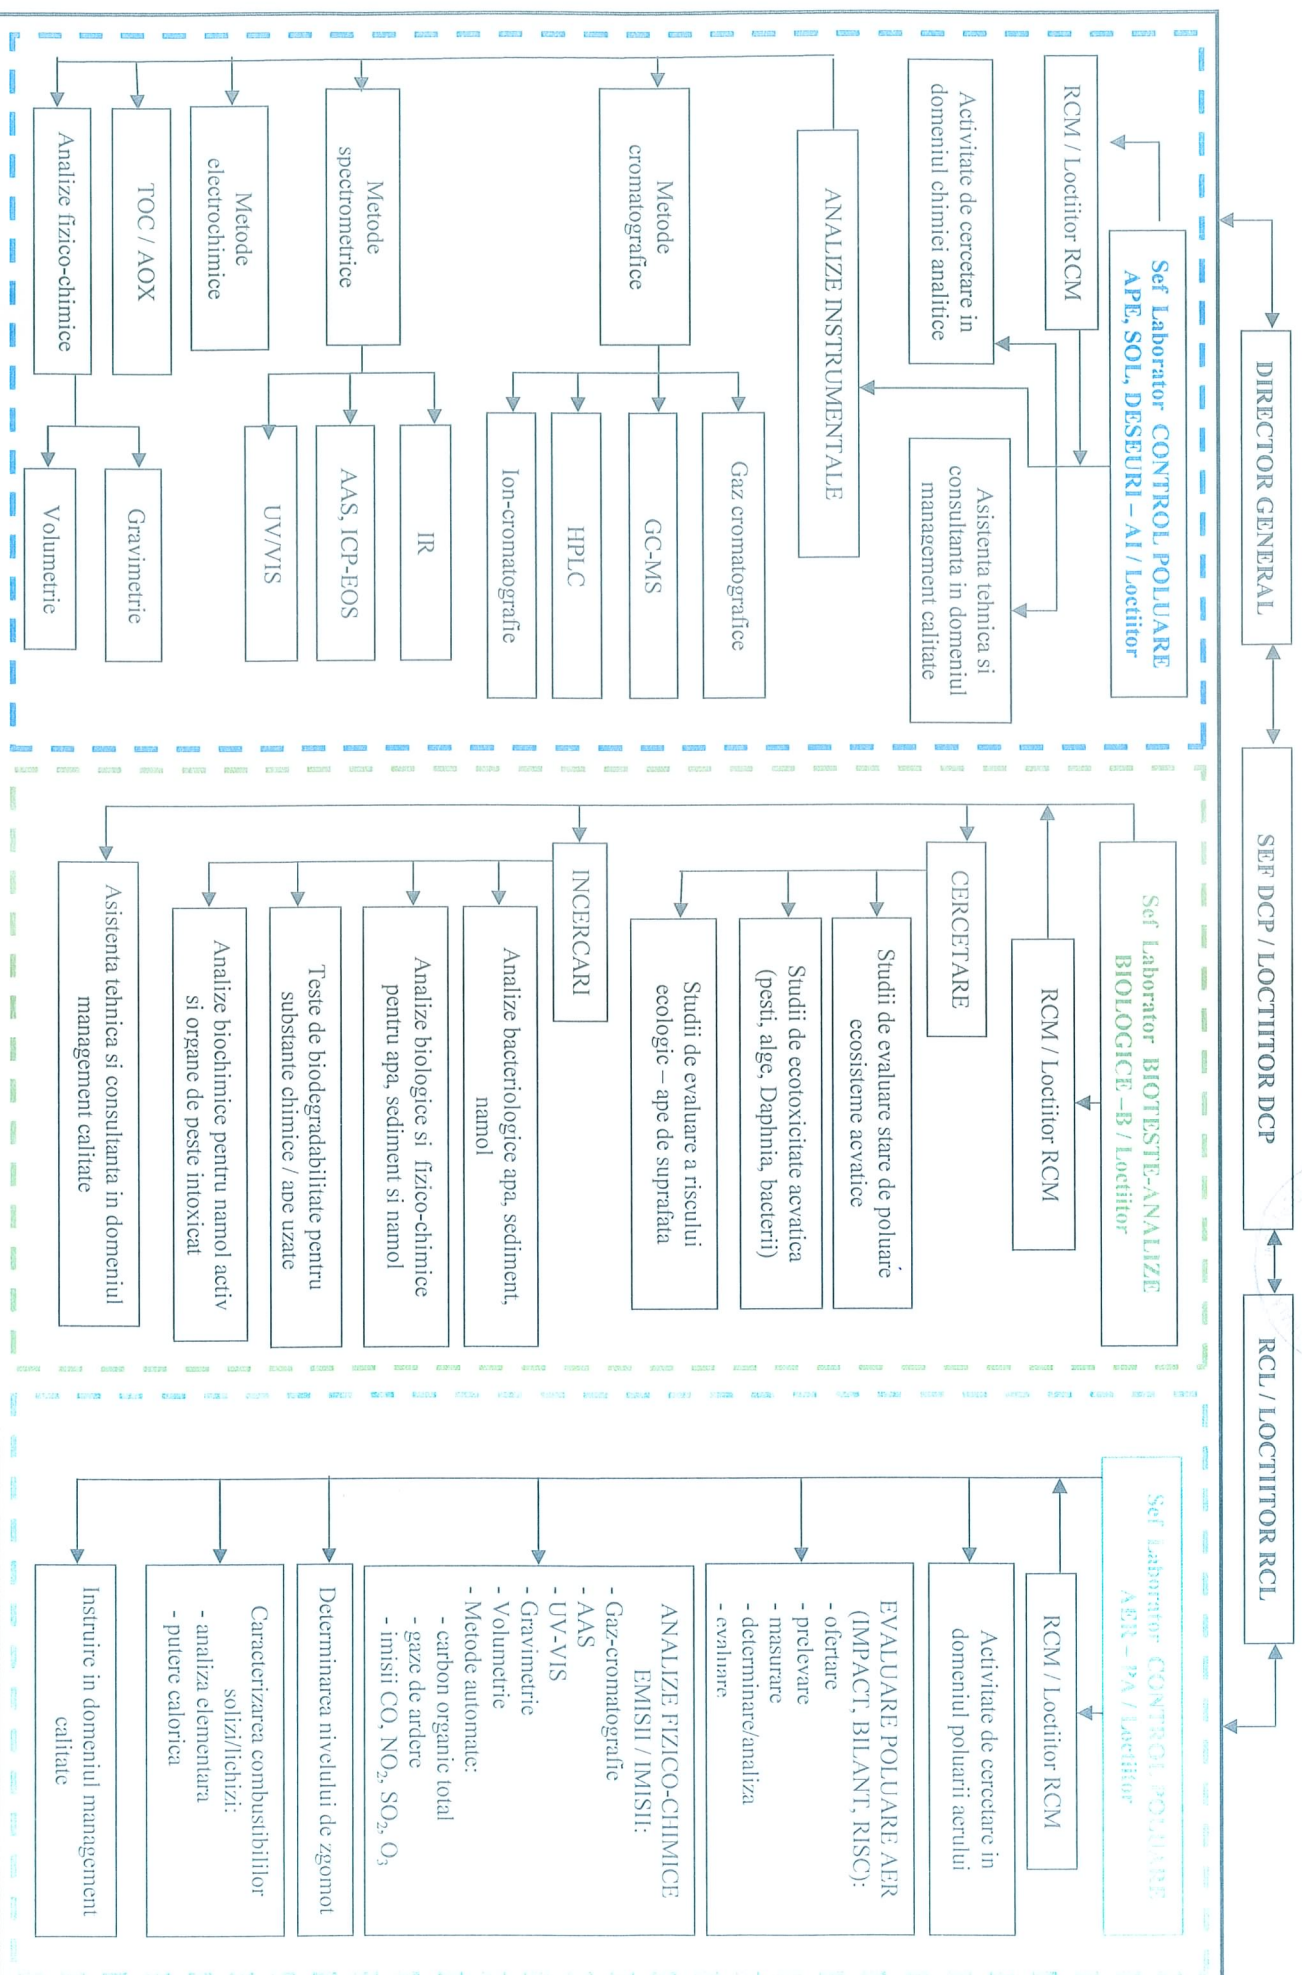 DIRECTOR GENERAL
SEF DCP / LOCTIITOR DCP
RCL / LOCTIITOR RCL
Sef Laborator CONTROL POLUARE
APE, SOL, DESEURI – AI / Loctiitor
RCM / Loctiitor RCM
Activitate de cercetare in
domeniul chimiei analitice
Asistenta tehnica si
consultanta in domeniul
management calitate
ANALIZE INSTRUMENTALE
Metode
cromatografice
Gaz cromatografice
GC-MS
HPLC
Ion-cromatografie
Metode
spectrometrice
IR
AAS, ICP-EOS
UV/VIS
Metode
electrochimice
TOC / AOX
Analize fizico-chimice
Gravimetrie
Volumetrie
Sef Laborator BIOTESTE-ANALIZE
BIOLOGICE –B / Loctiitor
RCM / Loctiitor RCM
CERCETARE
Studii de evaluare stare de poluare
ecosisteme acvatice
Studii de ecotoxicitate acvatica
(pesti, alge, Daphnia, bacterii)
Studii de evaluare a riscului
ecologic – ape de suprafata
INCERCARI
Analize bacteriologice apa, sediment,
namol
Analize biologice si fizico-chimice
pentru apa, sediment si namol
Teste de biodegradabilitate pentru
substante chimice / ape uzate
Analize biochimice pentru namol activ
si organe de peste intoxicat
Asistenta tehnica si consultanta in domeniul
management calitate
Sef Laborator CONTROL POLUARE
AER – PA / Loctiitor
RCM / Loctiitor RCM
Activitate de cercetare in
domeniul poluarii aerului
EVALUARE POLUARE AER
(IMPACT, BILANT, RISC):
- ofertare
- prelevare
- masurare
- determinare/analiza
- evaluare
ANALIZE FIZICO-CHIMICE
EMISII / IMISII:
- Gaz-cromatografie
- AAS
- UV-VIS
- Gravimetrie
- Volumetrie
- Metode automate:
- carbon organic total
- gaze de ardere
- imisii CO, NO₂, SO₂, O₃
Determinarea nivelului de zgomot
Caracterizarea combustibililor
solizi/lichizi:
- analiza elementara
- putere calorica
Instruire in domeniul management
calitate